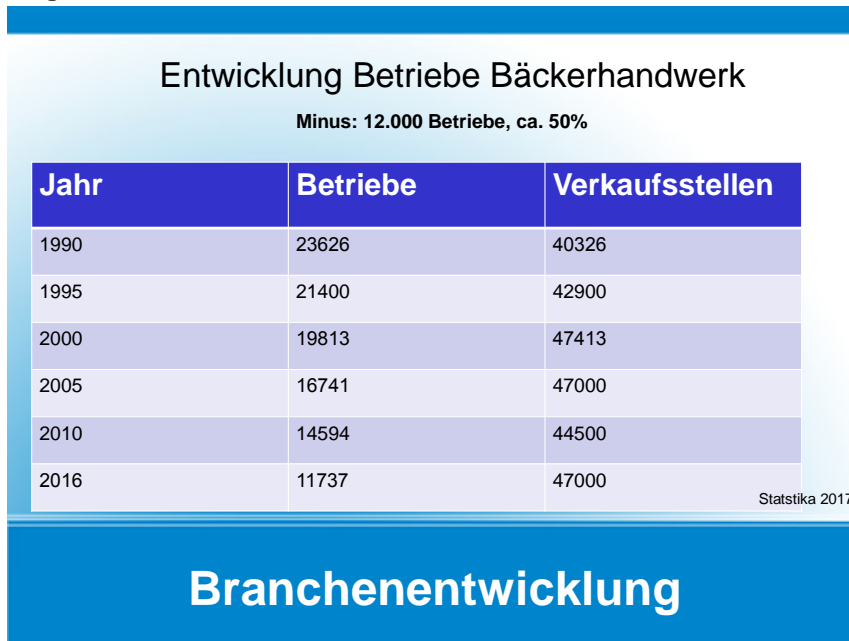 Entwicklung Betriebe Bäckerhandwerk
Minus: 12.000 Betriebe, ca. 50%
Jahr Betriebe Verkaufsstellen
1990 23626 40326
1995 21400 42900
2000 19813 47413
2005 16741 47000
2010 14594 44500
2016 11737 47000
Statstika 2017
Branchenentwicklung